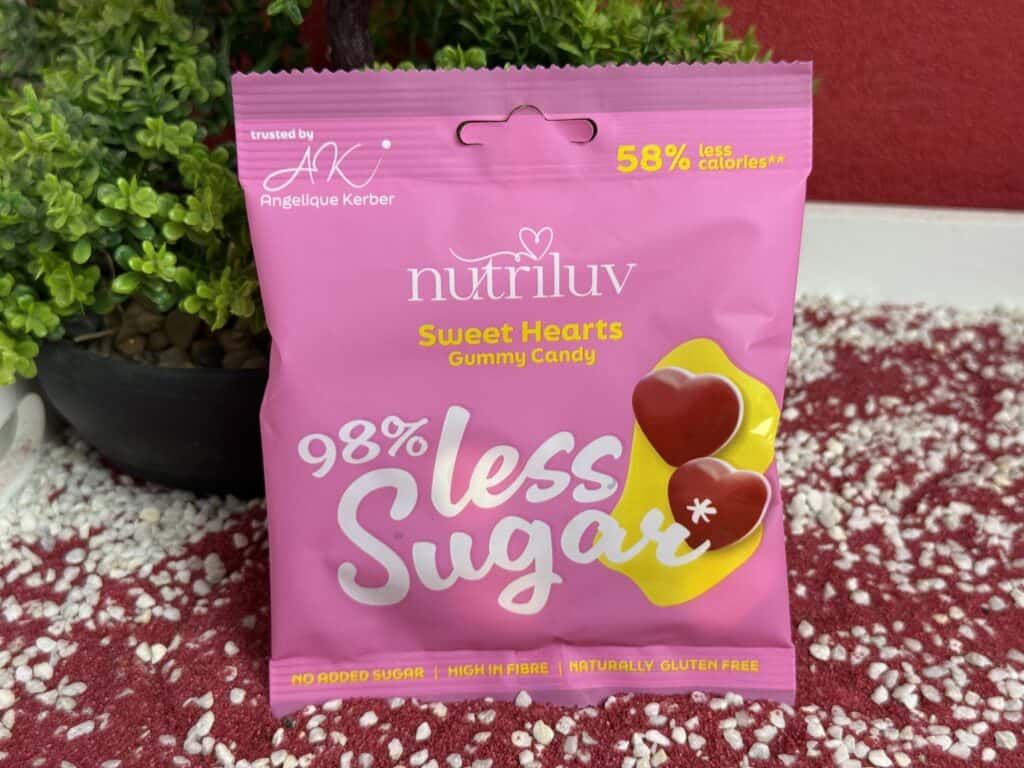 trusted by
AK
Angelique Kerber
58% less calories**
nutriluv
Sweet Hearts
Gummy Candy
98% less
Sugar*
NO ADDED SUGAR | HIGH IN FIBRE | NATURALLY GLUTEN FREE